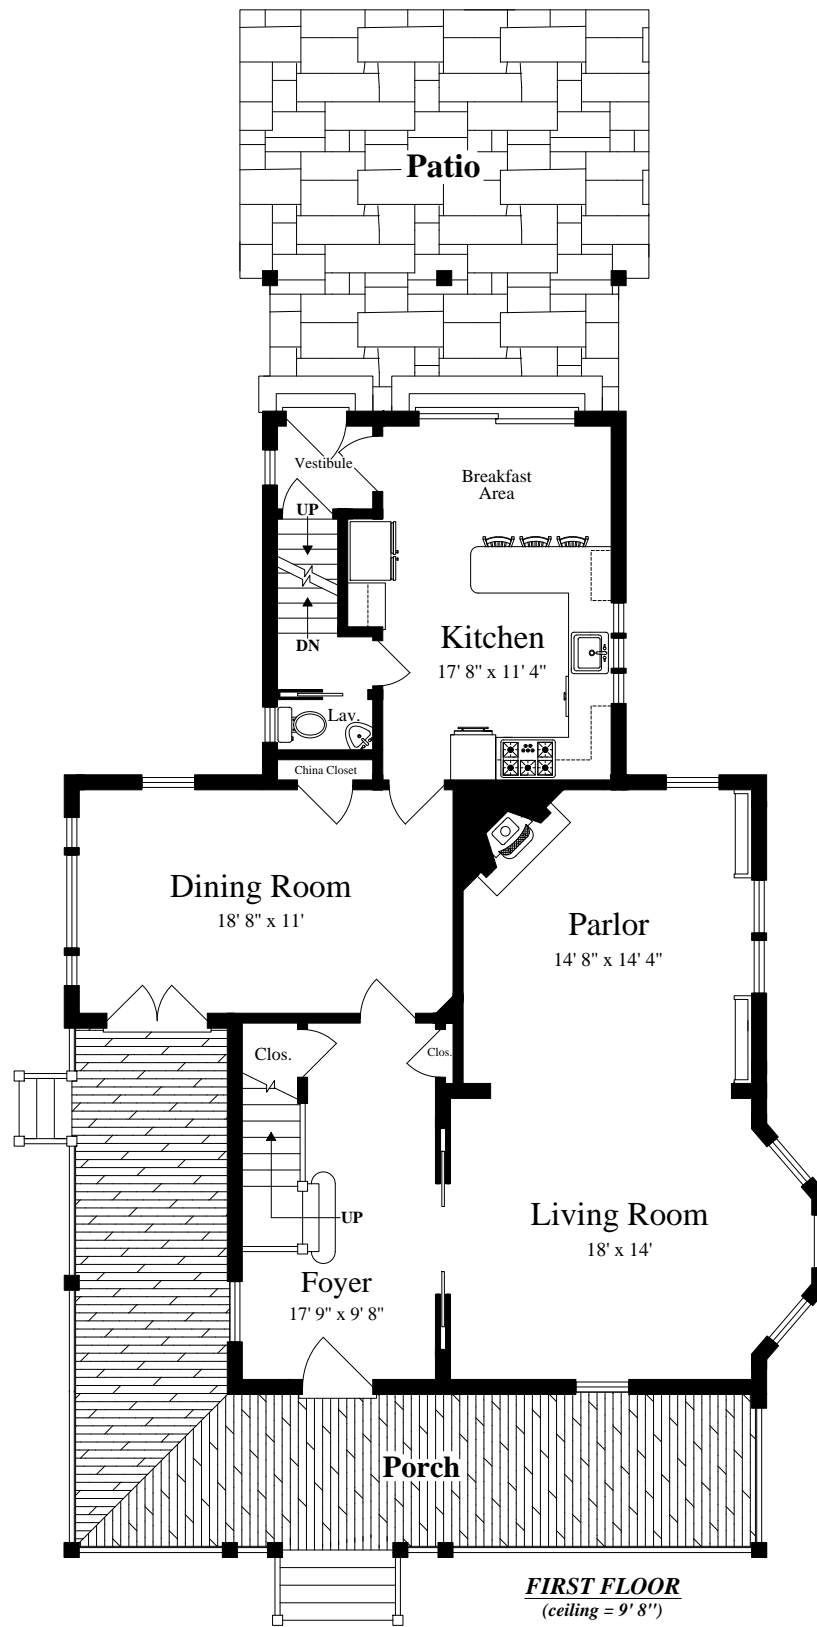 Patio
Vestibule
Breakfast
Area
UP
DN
Kitchen
17' 8" x 11' 4"
Lav.
China Closet
Dining Room
18' 8" x 11'
Parlor
14' 8" x 14' 4"
Clos.
Clos.
UP
Living Room
18' x 14'
Foyer
17' 9" x 9' 8"
Porch
FIRST FLOOR
(ceiling = 9' 8")